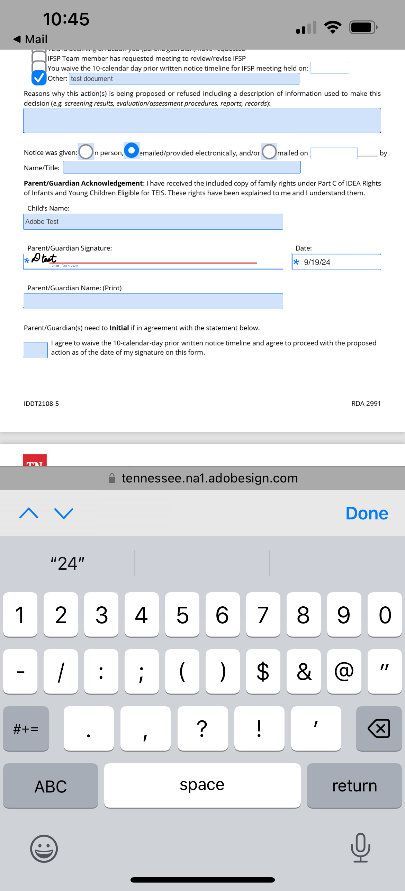 10:45
◀ Mail
IFSP Team member has requested meeting to review/revise IFSP
You waive the 10-calendar day prior written notice timeline for IFSP meeting held on:
Other: test document
Reasons why this action(s) is being proposed or refused including a description of information used to make this
decision (e.g. screening results, evaluation/assessment procedures, reports, records):
Notice was given: n person, emailed/provided electronically, and/or mailed on by
Name/Title:
Parent/Guardian Acknowledgement: I have received the included copy of family rights under Part C of IDEA Rights
of Infants and Young Children Eligible for TEIS. These rights have been explained to me and I understand them.
Child's Name:
Adobe Test
Parent/Guardian Signature: Date:
* D test * 9/19/24
Parent/Guardian Name: (Print)
Parent/Guardian(s) need to Initial if in agreement with the statement below.
I agree to waive the 10-calendar-day prior written notice timeline and agree to proceed with the proposed
action as of the date of my signature on this form.
IDDT2108-5 RDA 2991
TN
tennessee.na1.adobesign.com
Done
“24”
1 2 3 4 5 6 7 8 9 0
- / : ; ( ) $ & @ "
#+= . , ? ! '
ABC space return